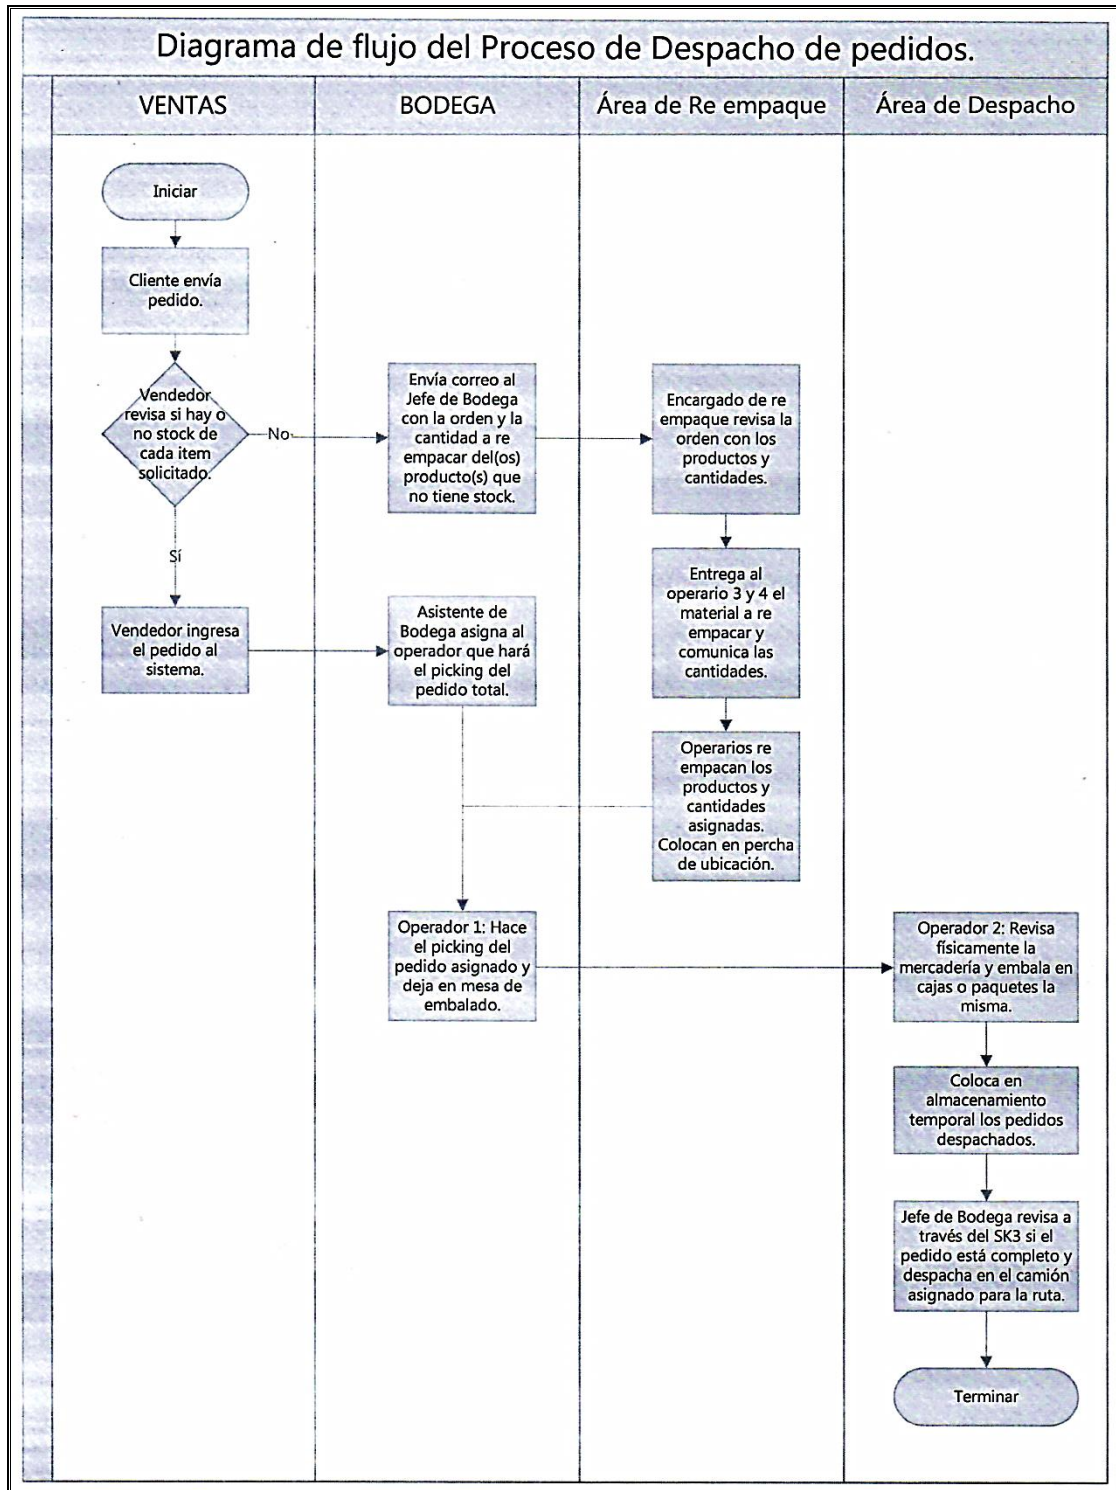 Diagrama de flujo del Proceso de Despacho de pedidos.
VENTAS
BODEGA
Área de Re empaque
Área de Despacho
Iniciar
Cliente envía
pedido.
Vendedor
revisa si hay o
no stock de
cada item
solicitado.
No
Envía correo al
Jefe de Bodega
con la orden y la
cantidad a re
empacar del(os)
producto(s) que
no tiene stock.
Encargado de re
empaque revisa la
orden con los
productos y
cantidades.
Sí
Entrega al
operario 3 y 4 el
material a re
empacar y
comunica las
cantidades.
Vendedor ingresa
el pedido al
sistema.
Asistente de
Bodega asigna al
operador que hará
el picking del
pedido total.
Operarios re
empacan los
productos y
cantidades
asignadas.
Colocan en percha
de ubicación.
Operador 1: Hace
el picking del
pedido asignado y
deja en mesa de
embalado.
Operador 2: Revisa
físicamente la
mercadería y embala en
cajas o paquetes la
misma.
Coloca en
almacenamiento
temporal los pedidos
despachados.
Jefe de Bodega revisa a
través del SK3 si el
pedido está completo y
despacha en el camión
asignado para la ruta.
Terminar